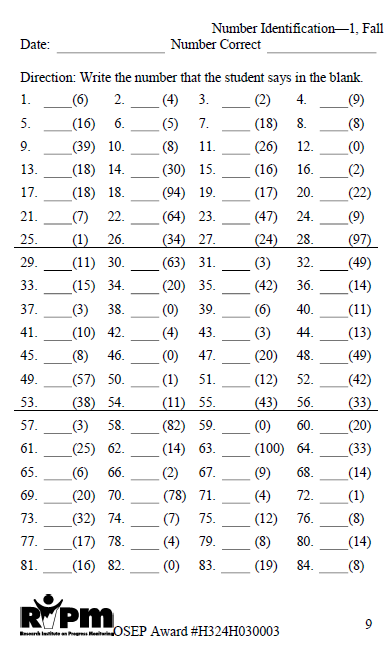 Number Identification—1, Fall
Date: ____________________ Number Correct ____________________
Direction: Write the number that the student says in the blank.
1. ____(6) 2. ____(4) 3. ____(2) 4. ____(9)
5. ____(16) 6. ____(5) 7. ____(18) 8. ____(8)
9. ____(39) 10. ____(8) 11. ____(26) 12. ____(0)
13. ____(18) 14. ____(30) 15. ____(16) 16. ____(2)
17. ____(18) 18. ____(94) 19. ____(17) 20. ____(22)
21. ____(7) 22. ____(64) 23. ____(47) 24. ____(9)
25. ____(1) 26. ____(34) 27. ____(24) 28. ____(97)
29. ____(11) 30. ____(63) 31. ____(3) 32. ____(49)
33. ____(15) 34. ____(20) 35. ____(42) 36. ____(14)
37. ____(3) 38. ____(0) 39. ____(6) 40. ____(11)
41. ____(10) 42. ____(4) 43. ____(3) 44. ____(13)
45. ____(8) 46. ____(0) 47. ____(20) 48. ____(49)
49. ____(57) 50. ____(1) 51. ____(12) 52. ____(42)
53. ____(38) 54. ____(11) 55. ____(43) 56. ____(33)
57. ____(3) 58. ____(82) 59. ____(0) 60. ____(20)
61. ____(25) 62. ____(14) 63. ____(100) 64. ____(33)
65. ____(6) 66. ____(2) 67. ____(9) 68. ____(14)
69. ____(20) 70. ____(78) 71. ____(4) 72. ____(1)
73. ____(32) 74. ____(7) 75. ____(12) 76. ____(8)
77. ____(17) 78. ____(4) 79. ____(8) 80. ____(14)
81. ____(16) 82. ____(0) 83. ____(19) 84. ____(8)
RIPM
Research Institute on Progress Monitoring
OSEP Award #H324H030003
9